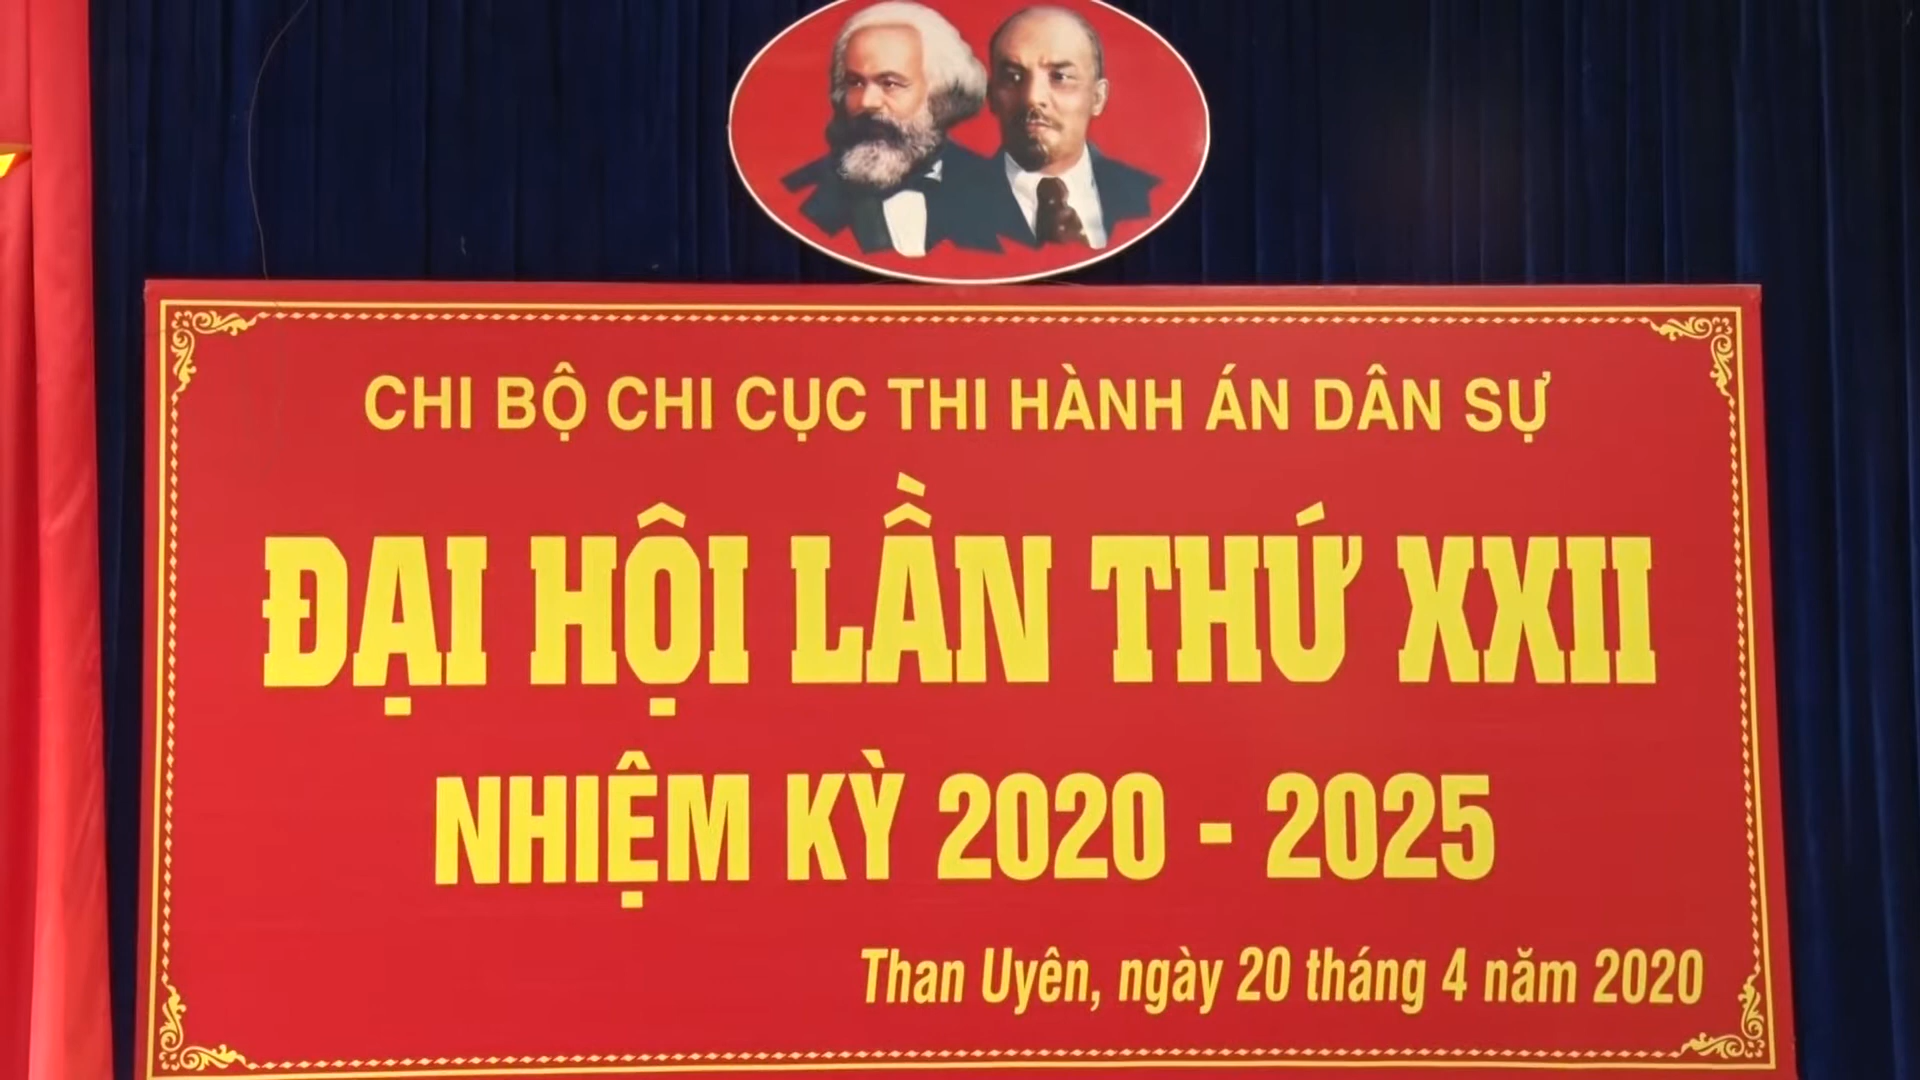 CHI BỘ CHI CỤC THI HÀNH ÁN DÂN SỰ
ĐẠI HỘI LẦN THỨ XXII
NHIỆM KỲ 2020 - 2025
Than Uyên, ngày 20 tháng 4 năm 2020